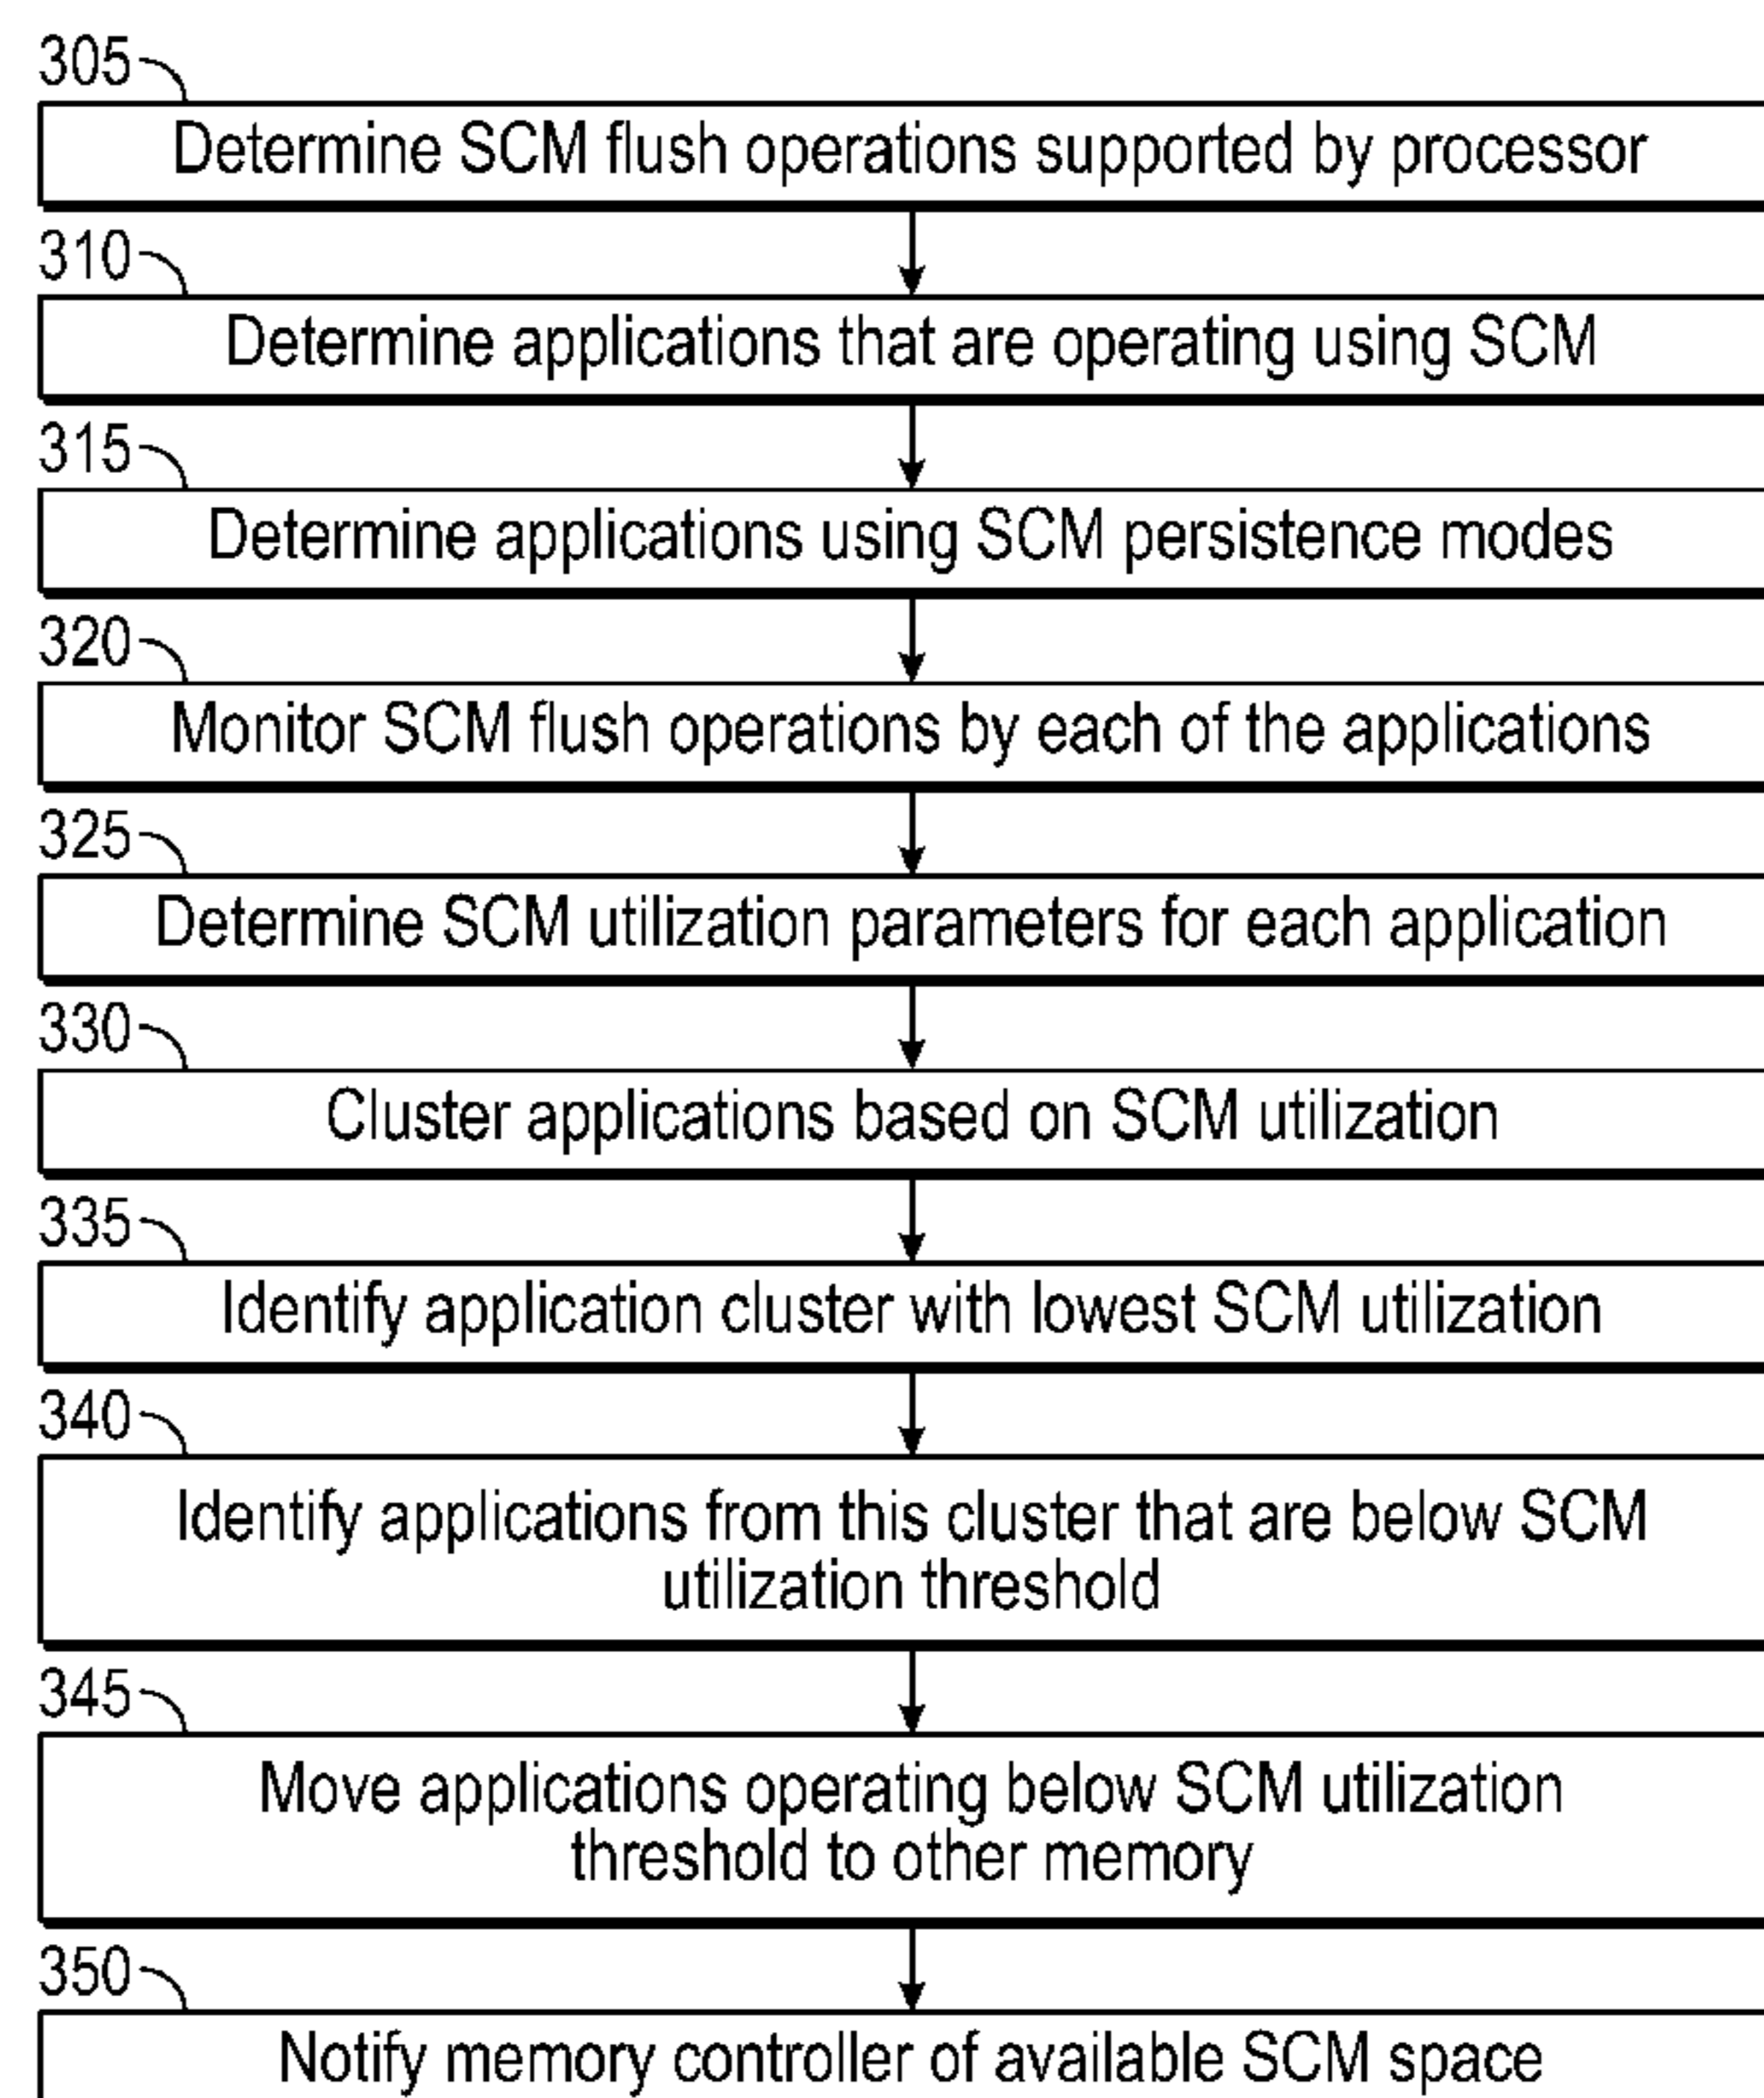 305
Determine SCM flush operations supported by processor
310
Determine applications that are operating using SCM
315
Determine applications using SCM persistence modes
320
Monitor SCM flush operations by each of the applications
325
Determine SCM utilization parameters for each application
330
Cluster applications based on SCM utilization
335
Identify application cluster with lowest SCM utilization
340
Identify applications from this cluster that are below SCM
utilization threshold
345
Move applications operating below SCM utilization
threshold to other memory
350
Notify memory controller of available SCM space